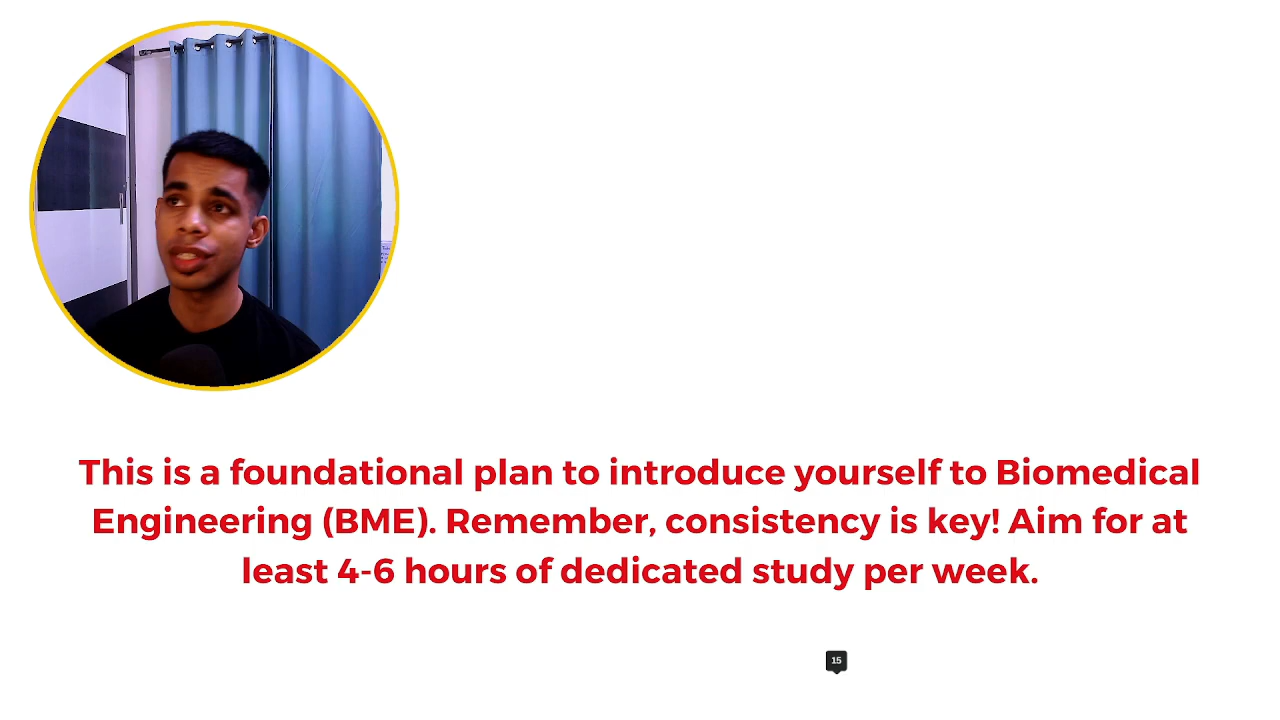 This is a foundational plan to introduce yourself to Biomedical
Engineering (BME). Remember, consistency is key! Aim for at
least 4-6 hours of dedicated study per week.
15